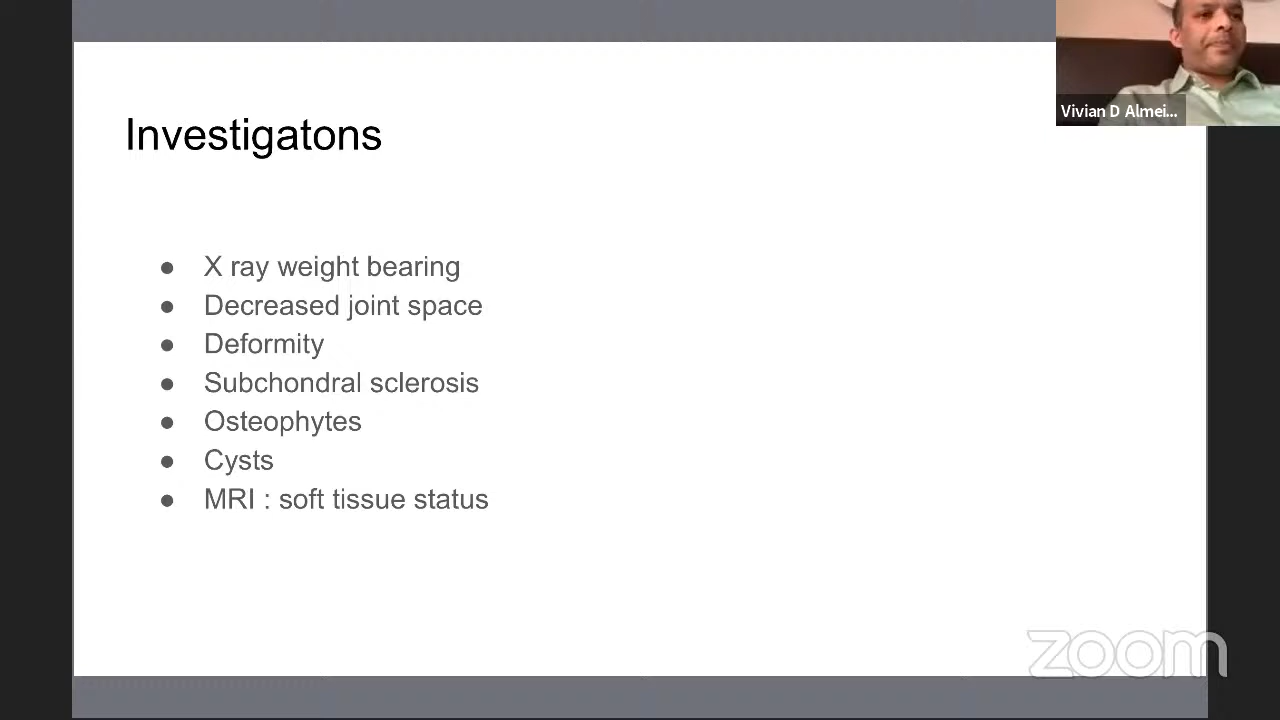 Investigatons
● X ray weight bearing
● Decreased joint space
● Deformity
● Subchondral sclerosis
● Osteophytes
● Cysts
● MRI : soft tissue status
Vivian D Almei...
zoom